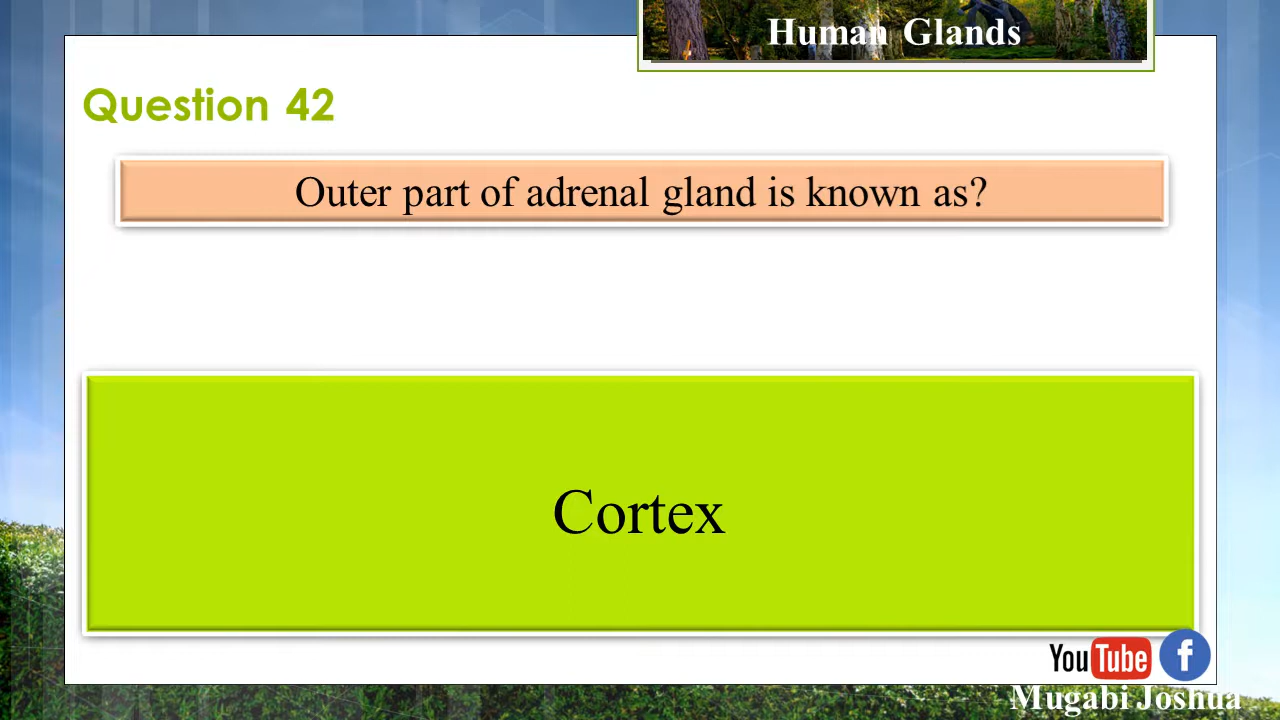 Human Glands
Question 42
Outer part of adrenal gland is known as?
Cortex
YouTube f
Mugabi Joshua